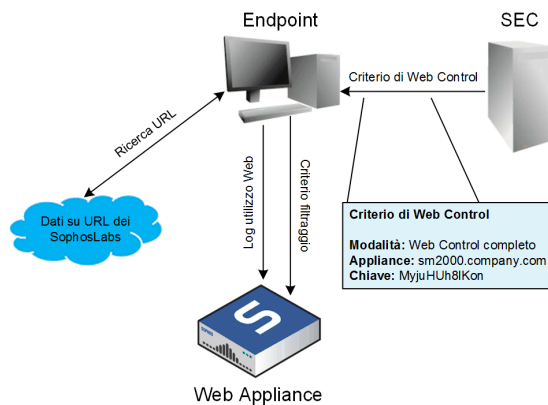 Endpoint
SEC
Criterio di Web Control
Ricerca URL
Log utilizzo Web
Criterio filtraggio
Dati su URL dei
SophosLabs
Criterio di Web Control
Modalità: Web Control completo
Appliance: sm2000.company.com
Chiave: MyjuHUh8IKon
S
Web Appliance